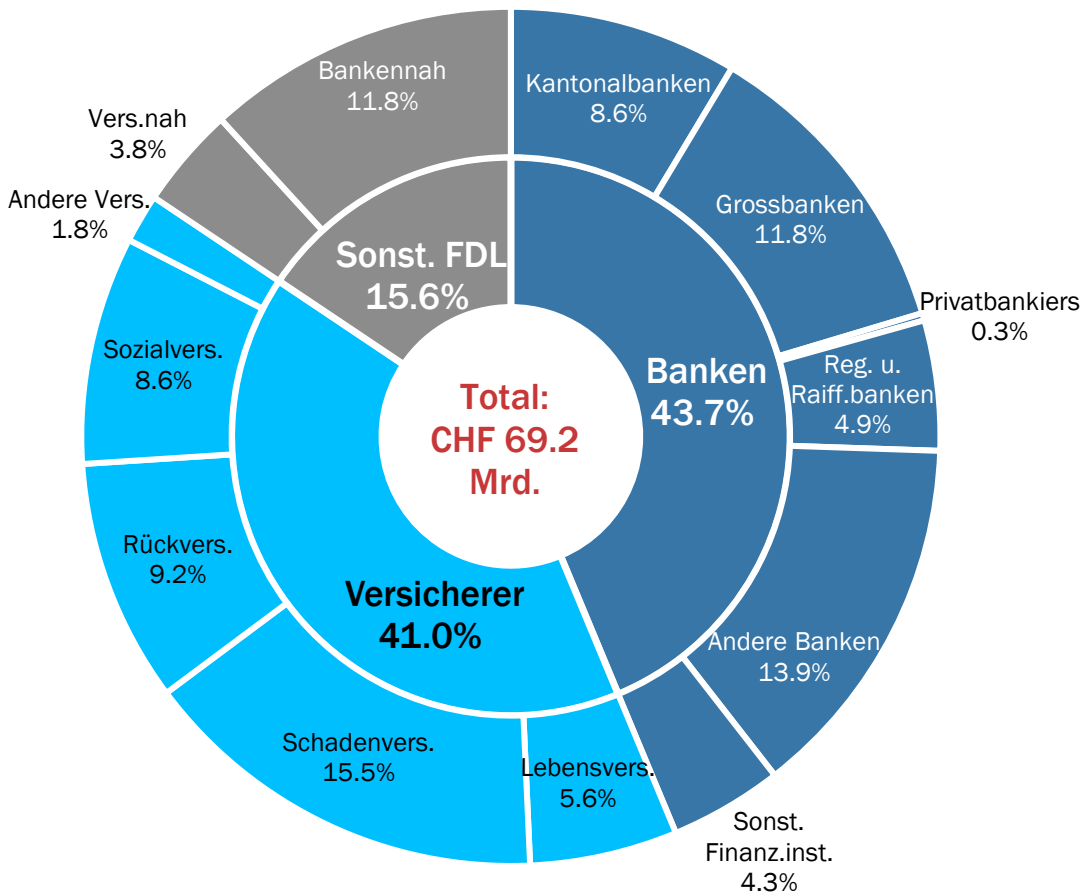 Bankennah
11.8%
Kantonalbanken
8.6%
Vers.nah
3.8%
Andere Vers.
1.8%
Grossbanken
11.8%
Sonst. FDL
15.6%
Privatbankiers
0.3%
Sozialvers.
8.6%
Banken
43.7%
Reg. u.
Raiff.banken
4.9%
Total:
CHF 69.2
Mrd.
Rückvers.
9.2%
Versicherer
41.0%
Andere Banken
13.9%
Schadenvers.
15.5%
Lebensvers.
5.6%
Sonst.
Finanz.inst.
4.3%